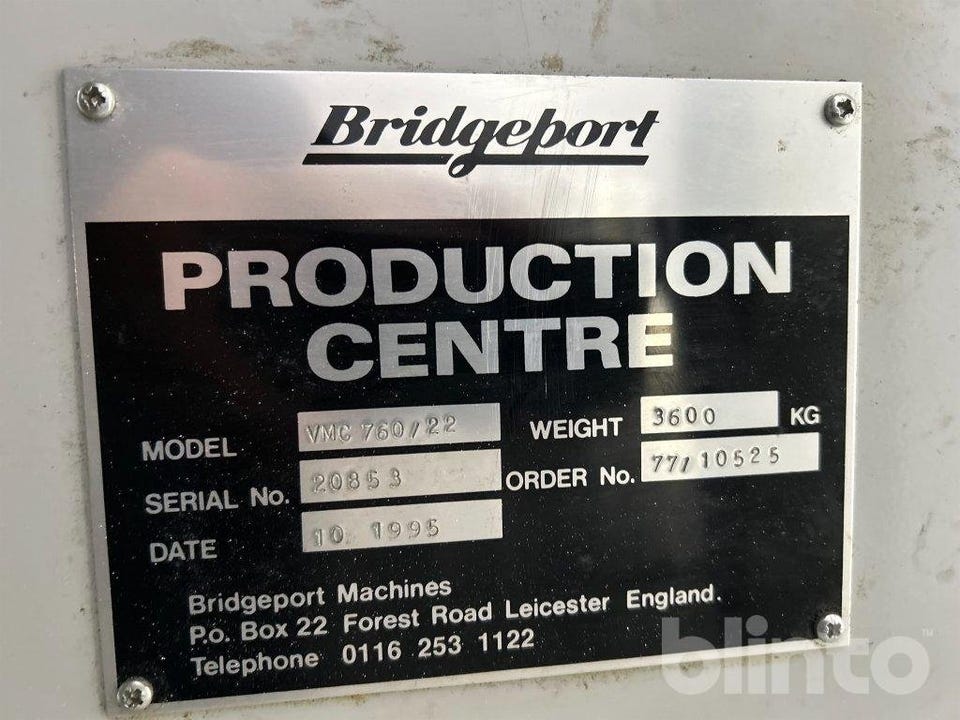 Bridgeport
PRODUCTION
CENTRE
MODEL VMC 760/22 WEIGHT 3600 KG
SERIAL No. 20853 ORDER No. 77/10525
DATE 10 1995
Bridgeport Machines
P.o. Box 22 Forest Road Leicester England.
Telephone 0116 253 1122
blinto™